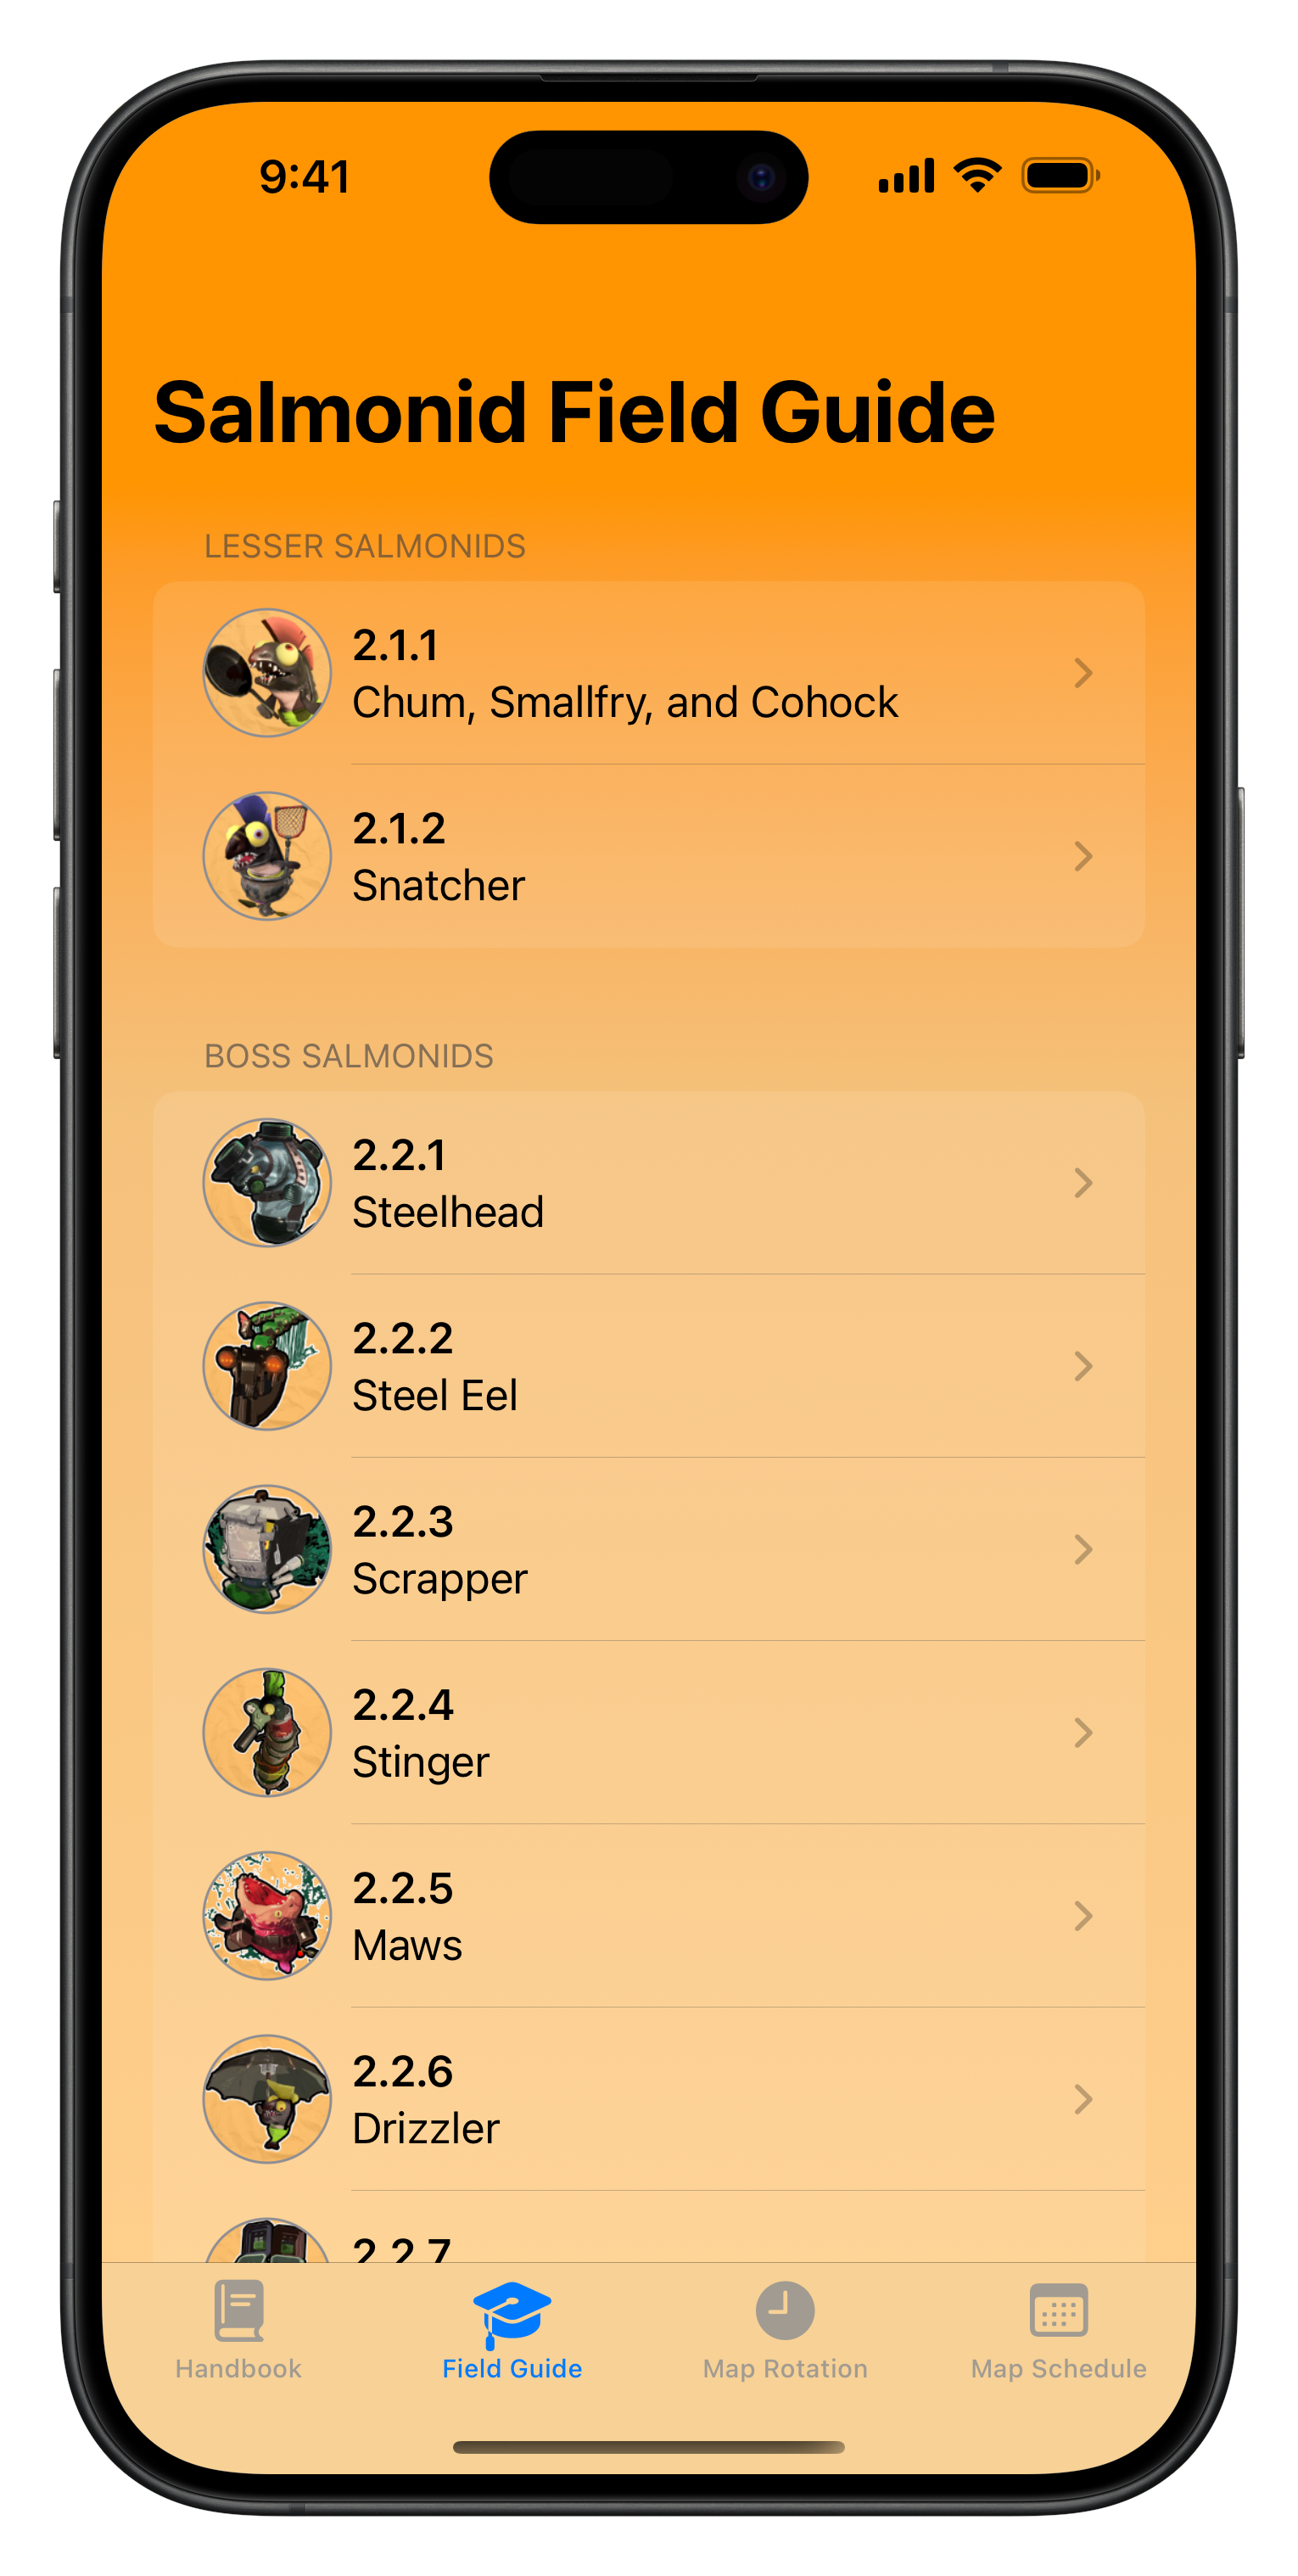 9:41
Salmonid Field Guide
LESSER SALMONIDS
2.1.1
Chum, Smallfry, and Cohock
2.1.2
Snatcher
BOSS SALMONIDS
2.2.1
Steelhead
2.2.2
Steel Eel
2.2.3
Scrapper
2.2.4
Stinger
2.2.5
Maws
2.2.6
Drizzler
2.2.7
Handbook
Field Guide
Map Rotation
Map Schedule